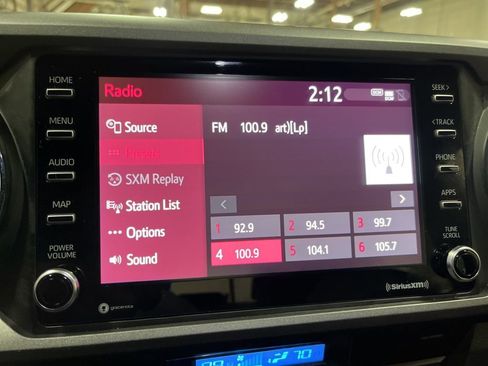 HOME
MENU
AUDIO
MAP
POWER
VOLUME
Radio
2:12
DCM
Source
Presets
SXM Replay
Station List
Options
Sound
FM 100.9 art)[Lp]
1 92.9
2 94.5
3 99.7
4 100.9
5 104.1
6 105.7
SEEK >
< TRACK
PHONE
APPS
TUNE
SCROLL
gracenote
((SiriusXM))
70